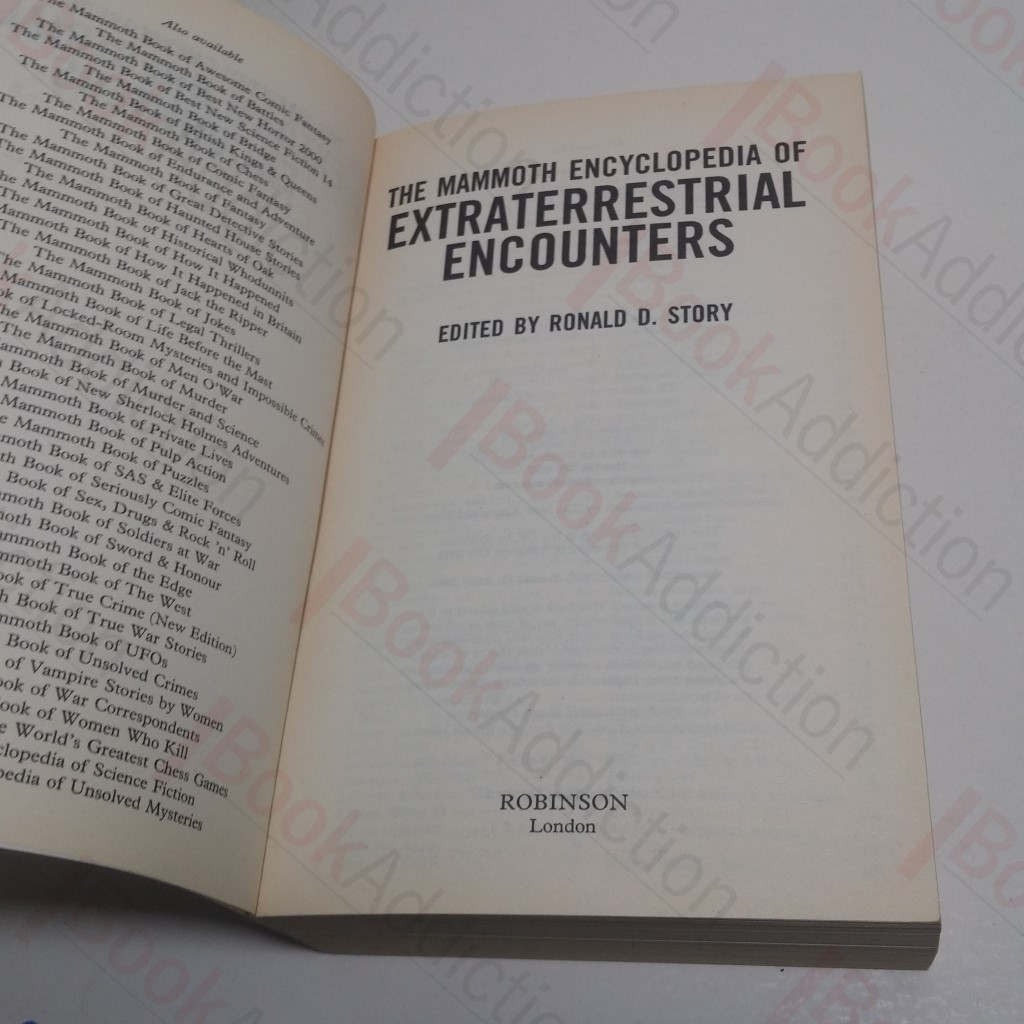 Also available
he Mammoth Book of Awesome Comic Fantasy
The Mammoth Book of Battles
The Mammoth Book of Best New Horror 2000
The Mammoth Book of Best New Science Fiction 14
The Mammoth Book of Bridge
The Mammoth Book of British Kings & Queens
The Mammoth Book of Chess
The Mammoth Book of Comic Fantasy
The Mammoth Book of Endurance and Adventure
The Mammoth Book of Fantasy
The Mammoth Book of Great Detective Stories
The Mammoth Book of Haunted House Stories
The Mammoth Book of Hearts of Oak
The Mammoth Book of Historical Whodunnits
The Mammoth Book of How It Happened
Mammoth Book of How It Happened in Britain
The Mammoth Book of Jack the Ripper
The Mammoth Book of Jokes
The Mammoth Book of Legal Thrillers
Mammoth Book of Life Before the Mast
ok of Locked-Room Mysteries and Impossible Crimes
The Mammoth Book of Men O'War
The Mammoth Book of Murder
Mammoth Book of Murder and Science
Book of New Sherlock Holmes Adventures
Mammoth Book of Private Lives
Mammoth Book of Pulp Action
e Mammoth Book of Puzzles
moth Book of SAS & Elite Forces
th Book of Seriously Comic Fantasy
Book of Sex, Drugs & Rock 'n' Roll
moth Book of Soldiers at War
moth Book of Sword & Honour
ammoth Book of the Edge
mmoth Book of The West
ook of True Crime (New Edition)
h Book of True War Stories
mmoth Book of UFOs
Book of Unsolved Crimes
of Vampire Stories by Women
ook of War Correspondents
ook of Women Who Kill
e World's Greatest Chess Games
clopedia of Science Fiction
pedia of Unsolved Mysteries
THE MAMMOTH ENCYCLOPEDIA OF
EXTRATERRESTRIAL
ENCOUNTERS
EDITED BY RONALD D. STORY
ROBINSON
London
BookAddiction